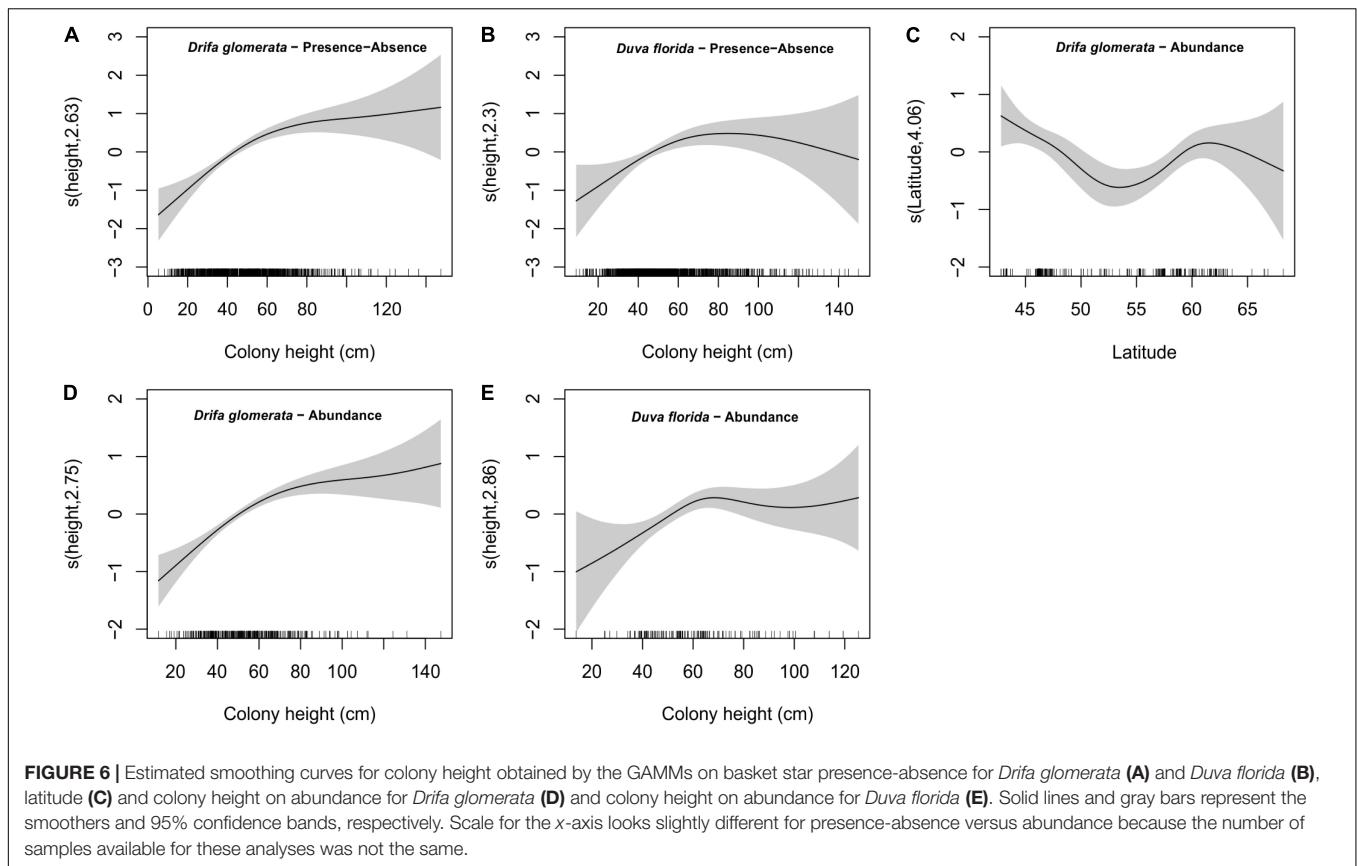 A
Drifa glomerata − Presence−Absence
s(height,2.63)
3
2
1
0
−1
−2
−3
0 20 40 60 80 120
Colony height (cm)
B
Duva florida − Presence−Absence
s(height,2.3)
3
2
1
0
−1
−2
−3
20 40 60 80 100 140
Colony height (cm)
C
Drifa glomerata − Abundance
s(Latitude,4.06)
2
1
0
−1
−2
45 50 55 60 65
Latitude
D
Drifa glomerata − Abundance
s(height,2.75)
2
1
0
−1
−2
20 40 60 80 100 140
Colony height (cm)
E
Duva florida − Abundance
s(height,2.86)
2
1
0
−1
−2
20 40 60 80 100 120
Colony height (cm)
FIGURE 6 | Estimated smoothing curves for colony height obtained by the GAMMs on basket star presence-absence for Drifa glomerata (A) and Duva florida (B),
latitude (C) and colony height on abundance for Drifa glomerata (D) and colony height on abundance for Duva florida (E). Solid lines and gray bars represent the
smoothers and 95% confidence bands, respectively. Scale for the x-axis looks slightly different for presence-absence versus abundance because the number of
samples available for these analyses was not the same.